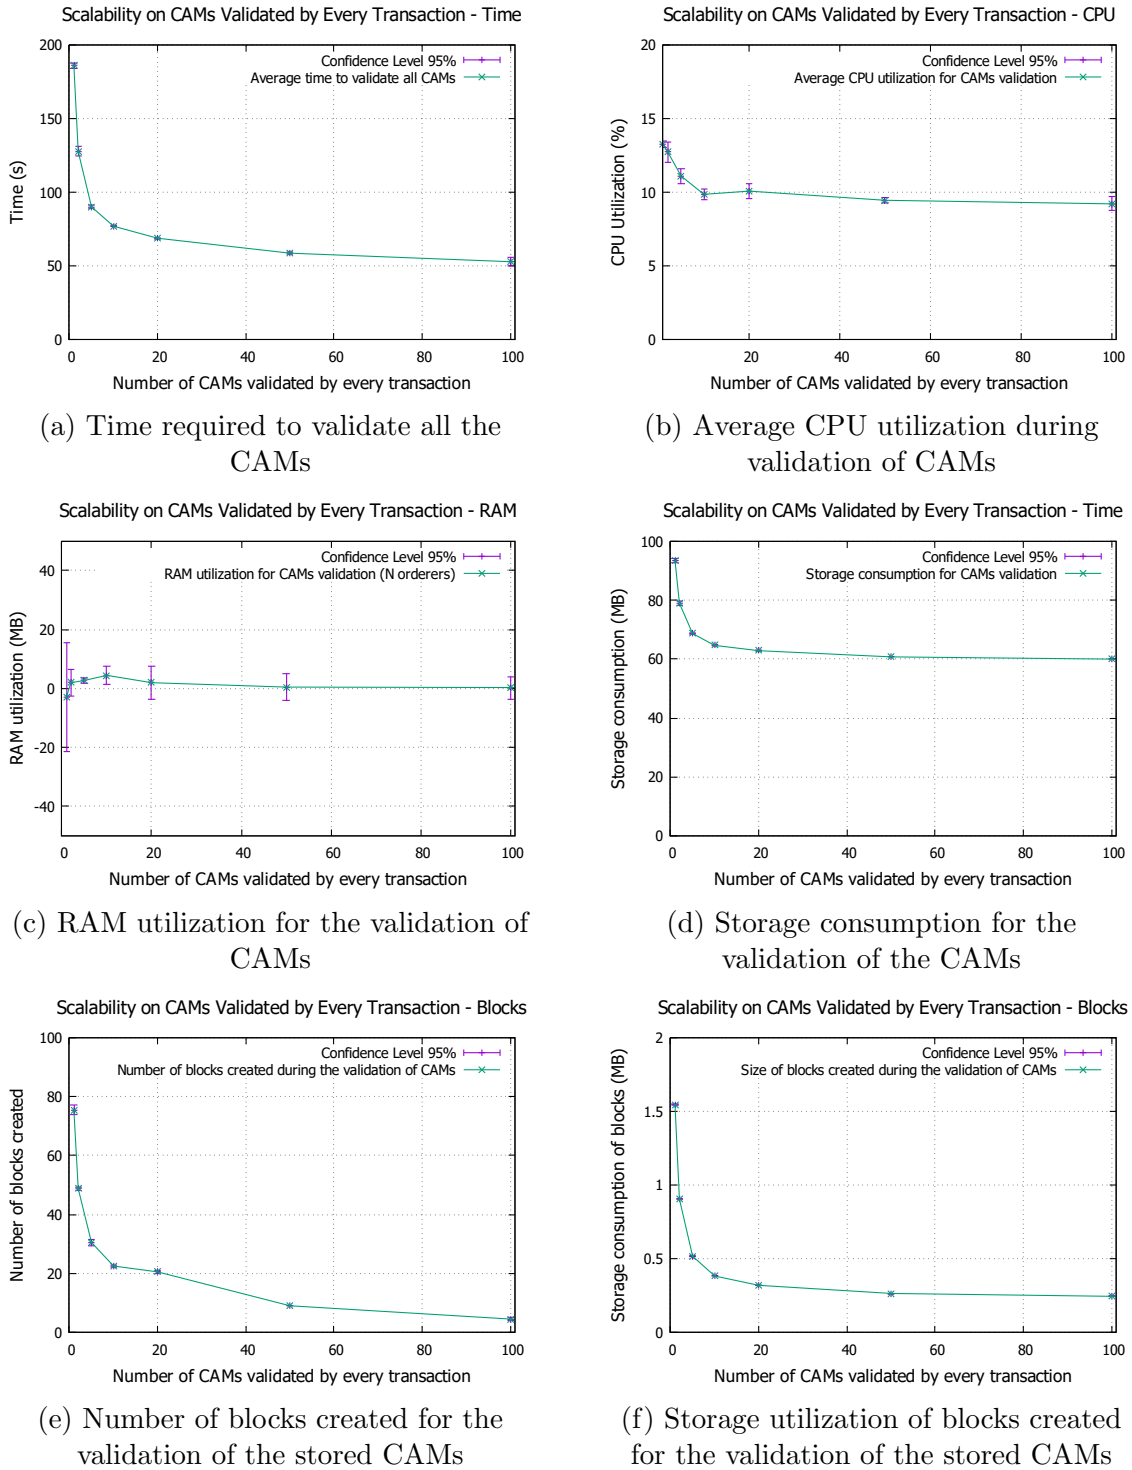 Scalability on CAMs Validated by Every Transaction - Time
200
150
100
50
0
Time (s)
Confidence Level 95%
Average time to validate all CAMs
0 20 40 60 80 100
Number of CAMs validated by every transaction
(a) Time required to validate all the
CAMs
Scalability on CAMs Validated by Every Transaction - CPU
20
15
10
5
0
CPU Utilization (%)
Confidence Level 95%
Average CPU utilization for CAMs validation
20 40 60 80 100
Number of CAMs validated by every transaction
(b) Average CPU utilization during
validation of CAMs
Scalability on CAMs Validated by Every Transaction - RAM
40
20
0
-20
-40
RAM utilization (MB)
Confidence Level 95%
RAM utilization for CAMs validation (N orderers)
0 20 40 60 80 100
Number of CAMs validated by every transaction
(c) RAM utilization for the validation of
CAMs
Scalability on CAMs Validated by Every Transaction - Time
100
80
60
40
20
0
Storage consumption (MB)
Confidence Level 95%
Storage consumption for CAMs validation
0 20 40 60 80 100
Number of CAMs validated by every transaction
(d) Storage consumption for the
validation of the CAMs
Scalability on CAMs Validated by Every Transaction - Blocks
100
80
60
40
20
0
Number of blocks created
Confidence Level 95%
Number of blocks created during the validation of CAMs
0 20 40 60 80 100
Number of CAMs validated by every transaction
(e) Number of blocks created for the
validation of the stored CAMs
Scalability on CAMs Validated by Every Transaction - Blocks
2
1.5
1
0.5
0
Storage consumption of blocks (MB)
Confidence Level 95%
Size of blocks created during the validation of CAMs
0 20 40 60 80 100
Number of CAMs validated by every transaction
(f) Storage utilization of blocks created
for the validation of the stored CAMs